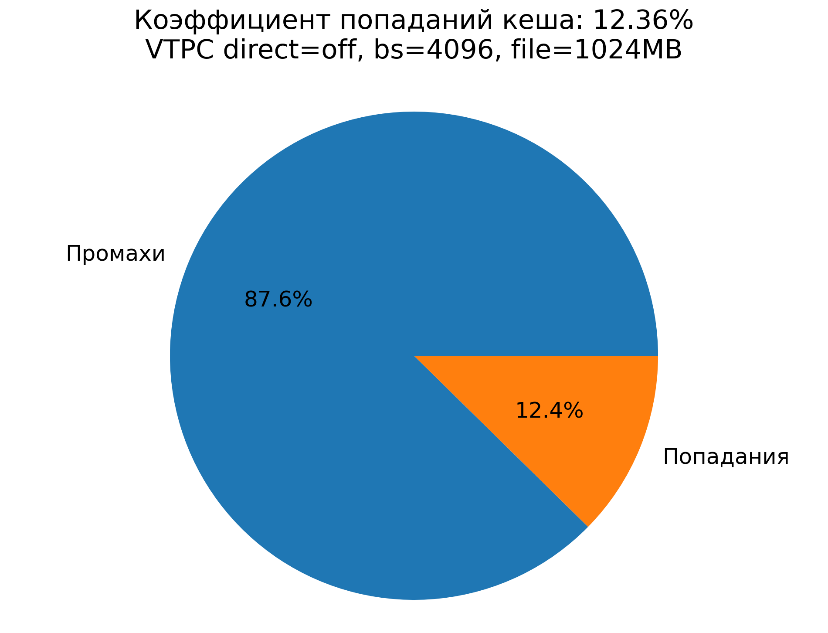 Коэффициент попаданий кеша: 12.36%
VTPC direct=off, bs=4096, file=1024MB
Промахи
87.6%
12.4%
Попадания